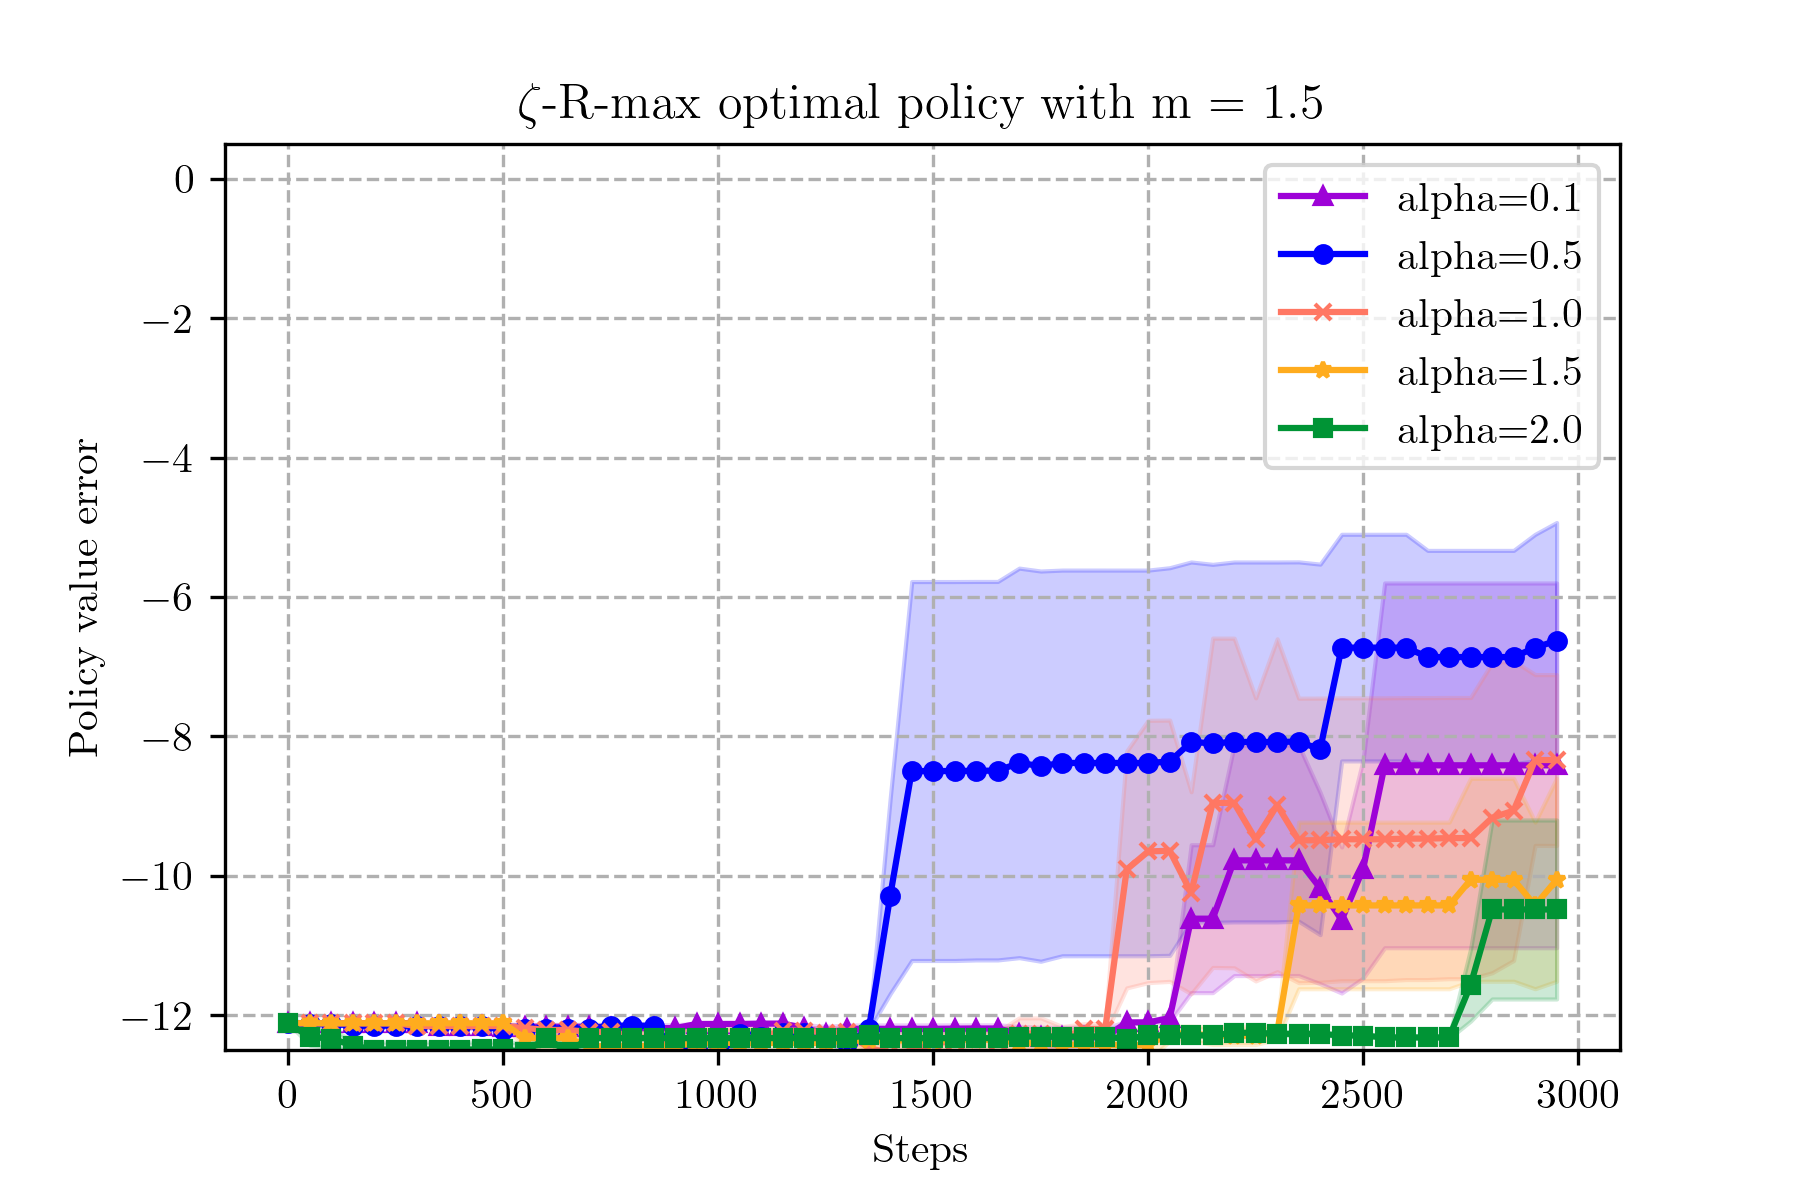 ζ-R-max optimal policy with m = 1.5
alpha=0.1
alpha=0.5
alpha=1.0
alpha=1.5
alpha=2.0
Policy value error
0
−2
−4
−6
−8
−10
−12
0 500 1000 1500 2000 2500 3000
Steps